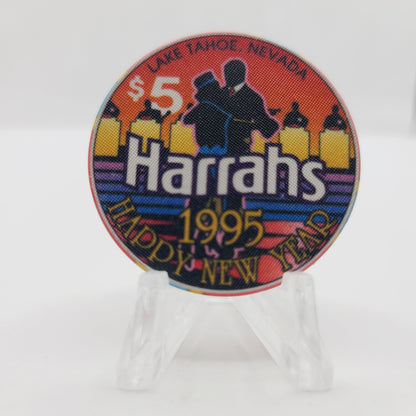 LAKE TAHOE, NEVADA
$5
Harrahs
1995
HAPPY NEW YEAR